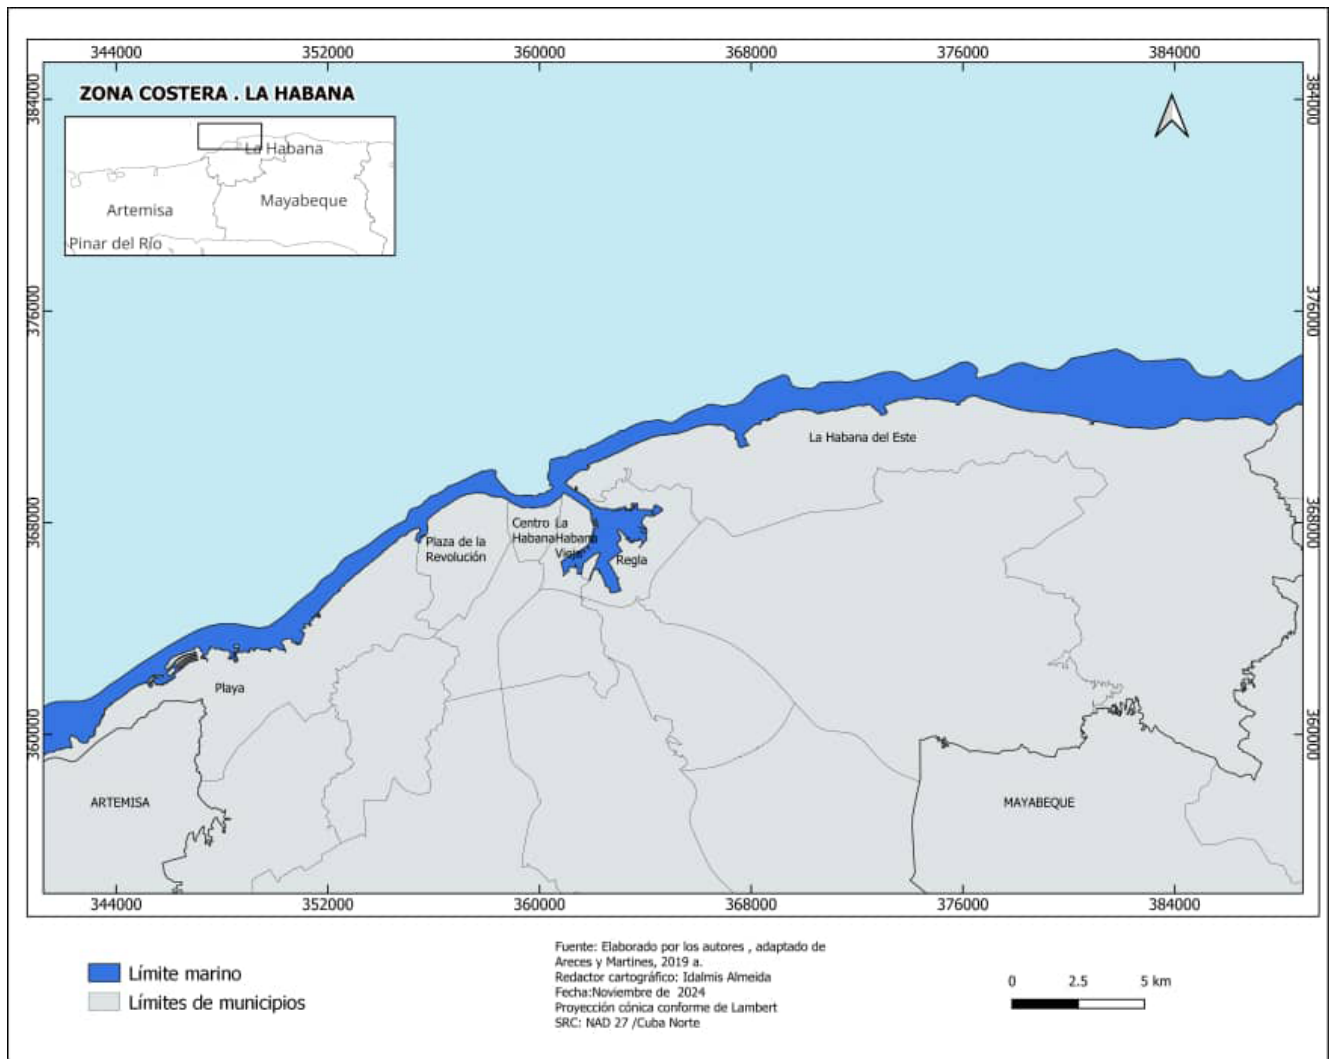 344000 352000 360000 368000 376000 384000
ZONA COSTERA . LA HABANA
384000 384000
La Habana
Mayabeque
Artemisa
Pinar del Río
376000 376000
La Habana del Este
368000 368000
Centro La
Habana Habana
Vieja
Plaza de la
Revolución
Regla
Playa
360000 360000
ARTEMISA
MAYABEQUE
344000 352000 360000 368000 376000 384000
Límite marino
Límites de municipios
Fuente: Elaborado por los autores , adaptado de
Areces y Martines, 2019 a.
Redactor cartográfico: Idalmis Almeida
Fecha:Noviembre de 2024
Proyección cónica conforme de Lambert
SRC: NAD 27 /Cuba Norte
0 2.5 5 km